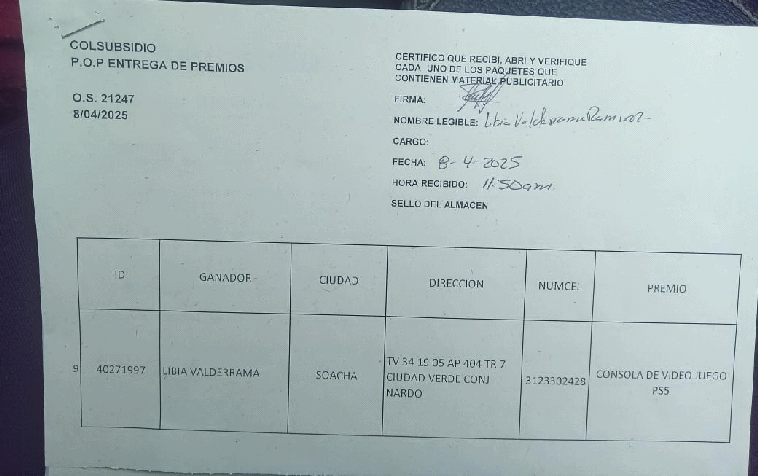 COLSUBSIDIO
P.O.P ENTREGA DE PREMIOS
O.S. 21247
8/04/2025
CERTIFICO QUE RECIBI, ABRI Y VERIFIQUE
CADA UNO DE LOS PAQUETES QUE
CONTIENEN MATERIAL PUBLICITARIO
FIRMA:
NOMBRE LEGIBLE: Libia Valderrama Ramirez
CARGO:
FECHA: 8-4-2025
HORA RECIBIDO: 11:50am
SELLO DEL ALMACEN
ID GANADOR CIUDAD DIRECCION NUMCEL PREMIO
9 40271997 LIBIA VALDERRAMA SOACHA TV 34 19 05 AP 404 TR 7
CIUDAD VERDE CONJ
NARDO
3123302428 CONSOLA DE VIDEO JUEGO
PS5